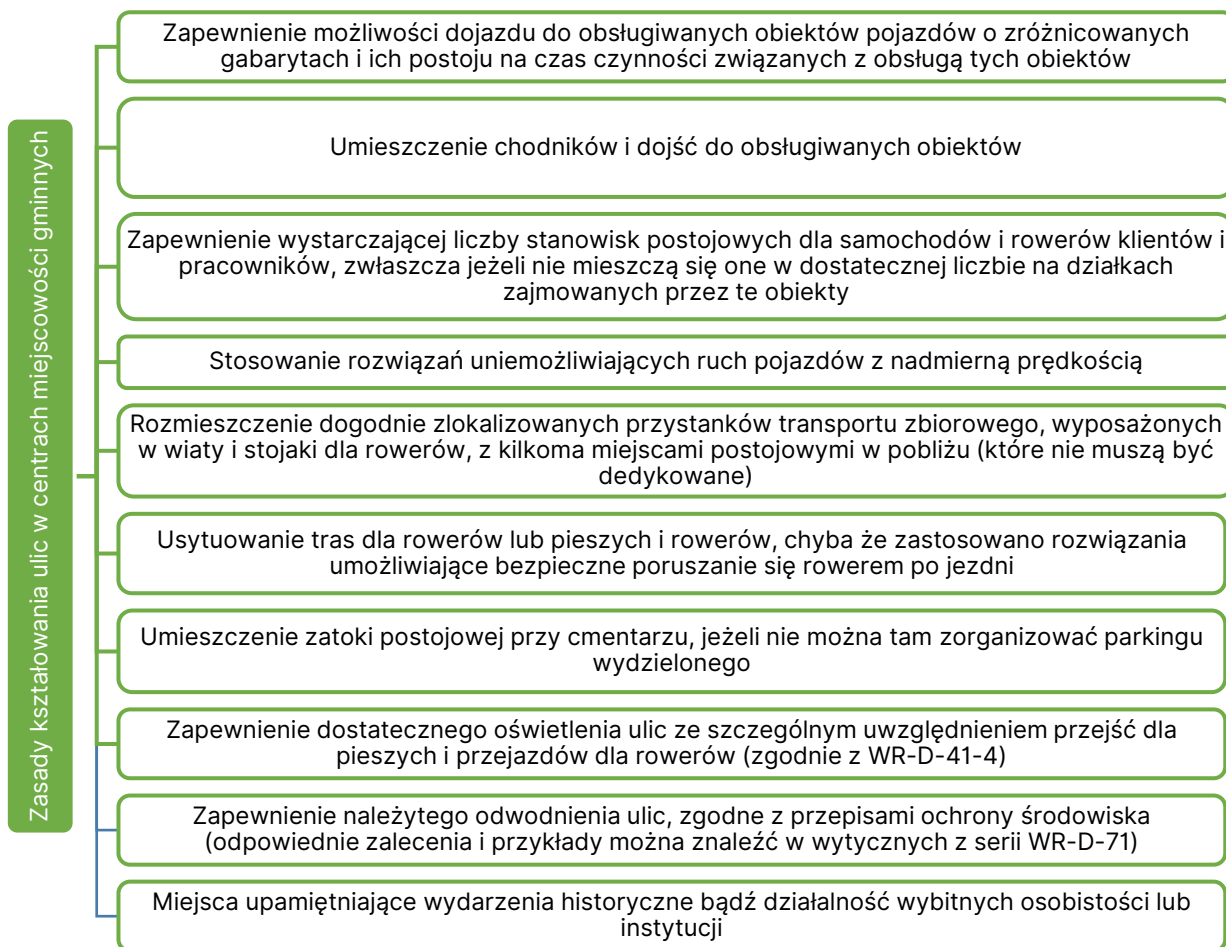 Zasady kształtowania ulic w centrach miejscowości gminnych
Zapewnienie możliwości dojazdu do obsługiwanych obiektów pojazdów o zróżnicowanych
gabarytach i ich postoju na czas czynności związanych z obsługą tych obiektów
Umieszczenie chodników i dojść do obsługiwanych obiektów
Zapewnienie wystarczającej liczby stanowisk postojowych dla samochodów i rowerów klientów i
pracowników, zwłaszcza jeżeli nie mieszczą się one w dostatecznej liczbie na działkach
zajmowanych przez te obiekty
Stosowanie rozwiązań uniemożliwiających ruch pojazdów z nadmierną prędkością
Rozmieszczenie dogodnie zlokalizowanych przystanków transportu zbiorowego, wyposażonych
w wiaty i stojaki dla rowerów, z kilkoma miejscami postojowymi w pobliżu (które nie muszą być
dedykowane)
Usytuowanie tras dla rowerów lub pieszych i rowerów, chyba że zastosowano rozwiązania
umożliwiające bezpieczne poruszanie się rowerem po jezdni
Umieszczenie zatoki postojowej przy cmentarzu, jeżeli nie można tam zorganizować parkingu
wydzielonego
Zapewnienie dostatecznego oświetlenia ulic ze szczególnym uwzględnieniem przejść dla
pieszych i przejazdów dla rowerów (zgodnie z WR-D-41-4)
Zapewnienie należytego odwodnienia ulic, zgodne z przepisami ochrony środowiska
(odpowiednie zalecenia i przykłady można znaleźć w wytycznych z serii WR-D-71)
Miejsca upamiętniające wydarzenia historyczne bądź działalność wybitnych osobistości lub
instytucji